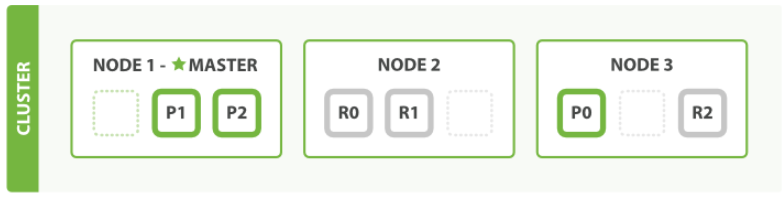 CLUSTER
NODE 1 - ★ MASTER
P1 P2
NODE 2
R0 R1
NODE 3
P0 R2